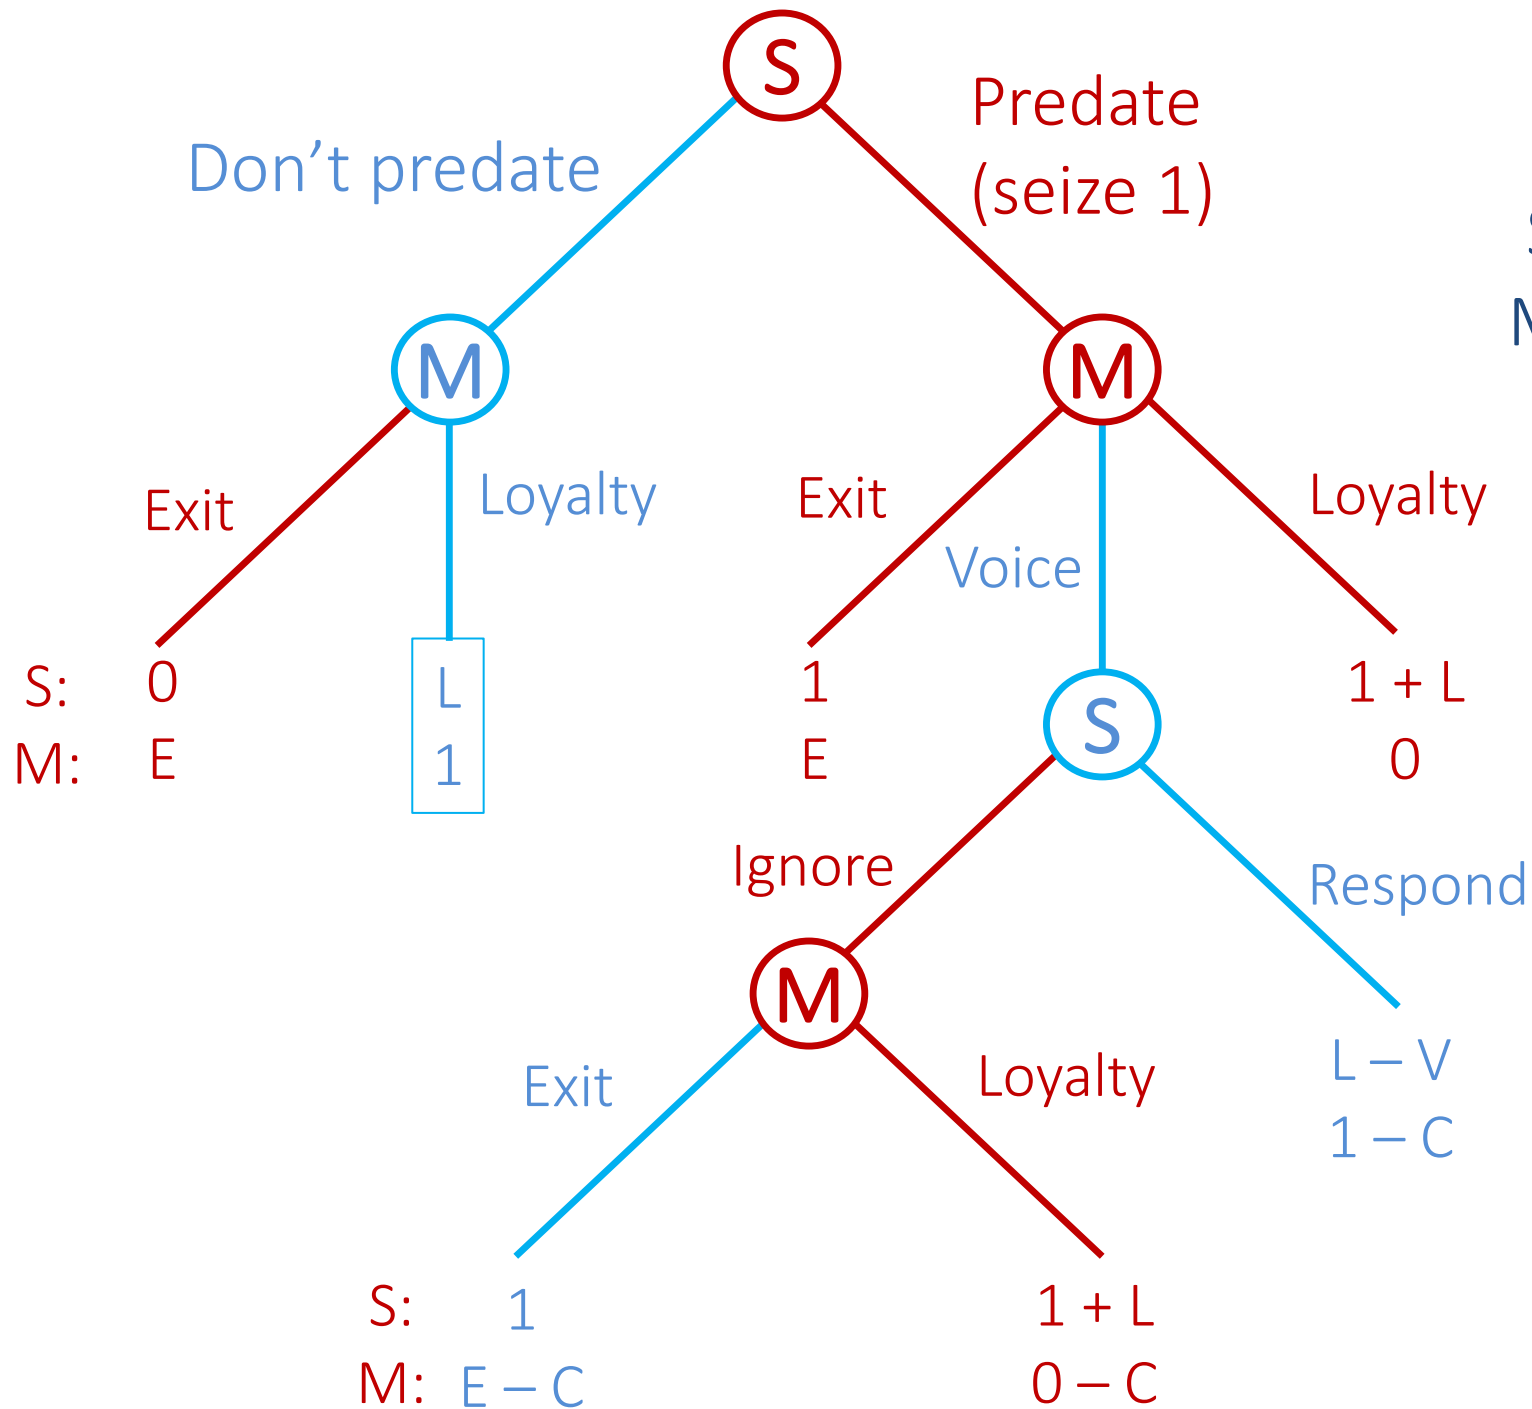 S
Predate
(seize 1)
Don’t predate
M
M
Exit
Loyalty
Exit
Voice
Loyalty
S: 0 L 1 1 + L
M: E 1 E 0
S
Ignore
Respond
M
Exit
Loyalty
L – V
1 – C
S: 1 1 + L
M: E – C 0 – C